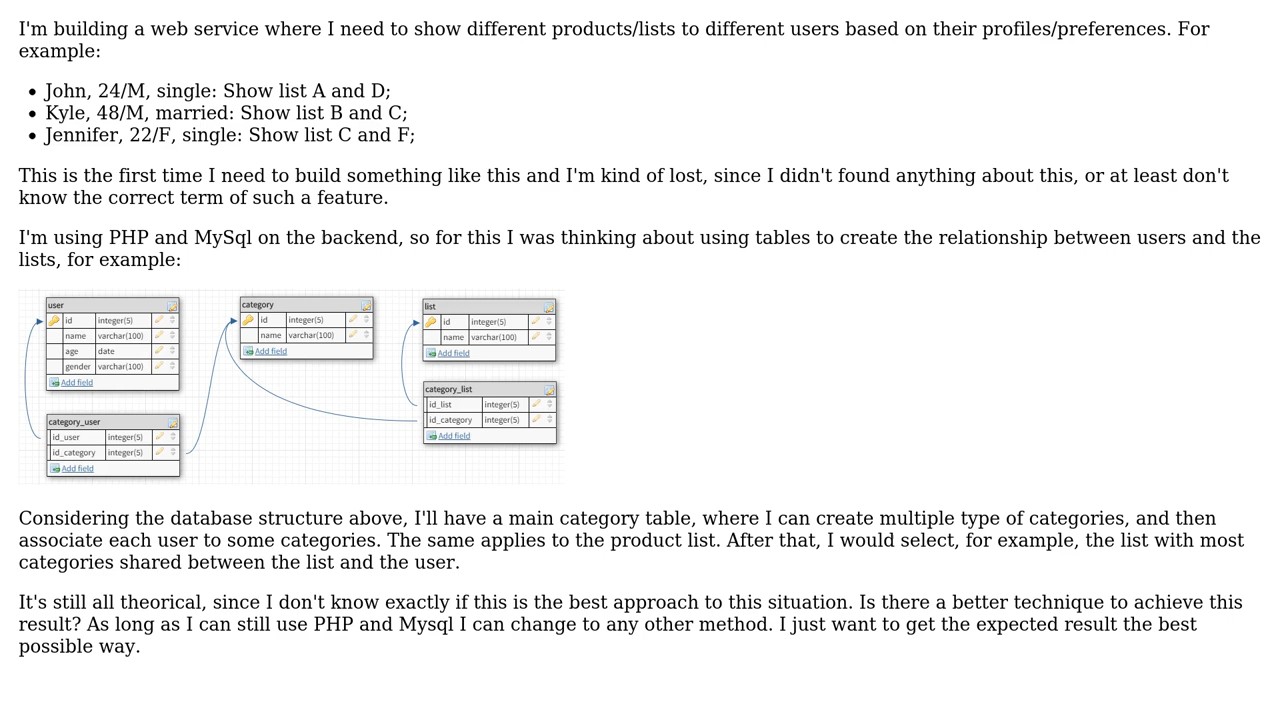 I'm building a web service where I need to show different products/lists to different users based on their profiles/preferences. For
example:
John, 24/M, single: Show list A and D;
Kyle, 48/M, married: Show list B and C;
Jennifer, 22/F, single: Show list C and F;
This is the first time I need to build something like this and I'm kind of lost, since I didn't found anything about this, or at least don't
know the correct term of such a feature.
I'm using PHP and MySql on the backend, so for this I was thinking about using tables to create the relationship between users and the
lists, for example:
user
id integer(5)
name varchar(100)
age date
gender varchar(100)
Add field
category_user
id_user integer(5)
id_category integer(5)
Add field
category
id integer(5)
name varchar(100)
Add field
list
id integer(5)
name varchar(100)
Add field
category_list
id_list integer(5)
id_category integer(5)
Add field
Considering the database structure above, I'll have a main category table, where I can create multiple type of categories, and then
associate each user to some categories. The same applies to the product list. After that, I would select, for example, the list with most
categories shared between the list and the user.
It's still all theorical, since I don't know exactly if this is the best approach to this situation. Is there a better technique to achieve this
result? As long as I can still use PHP and Mysql I can change to any other method. I just want to get the expected result the best
possible way.